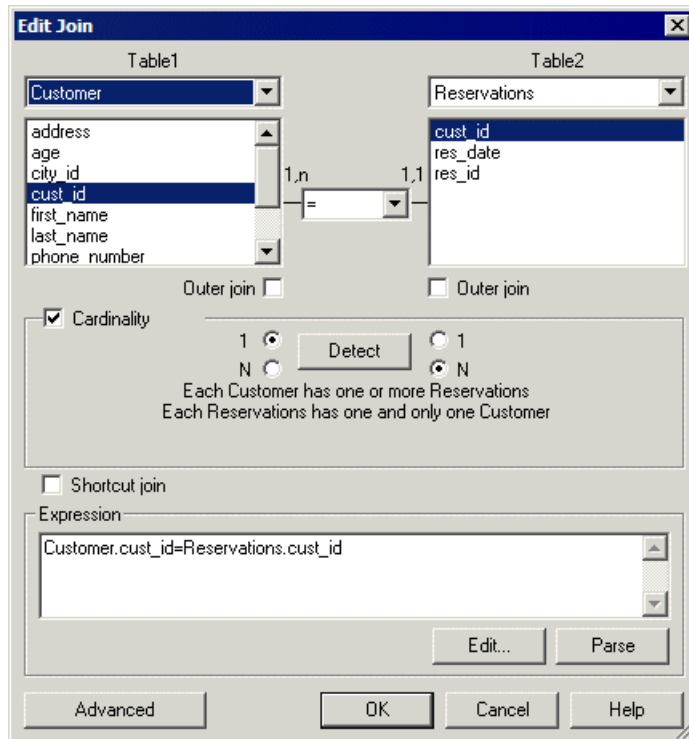 Edit Join
Table1
Table2
Customer
Reservations
address
age
city_id
cust_id
first_name
last_name
phone_number
1,n
=
1,1
cust_id
res_date
res_id
Outer join
Outer join
Cardinality
1
Detect
1
N
N
Each Customer has one or more Reservations
Each Reservations has one and only one Customer
Shortcut join
Expression
Customer.cust_id=Reservations.cust_id
Edit...
Parse
Advanced
OK
Cancel
Help